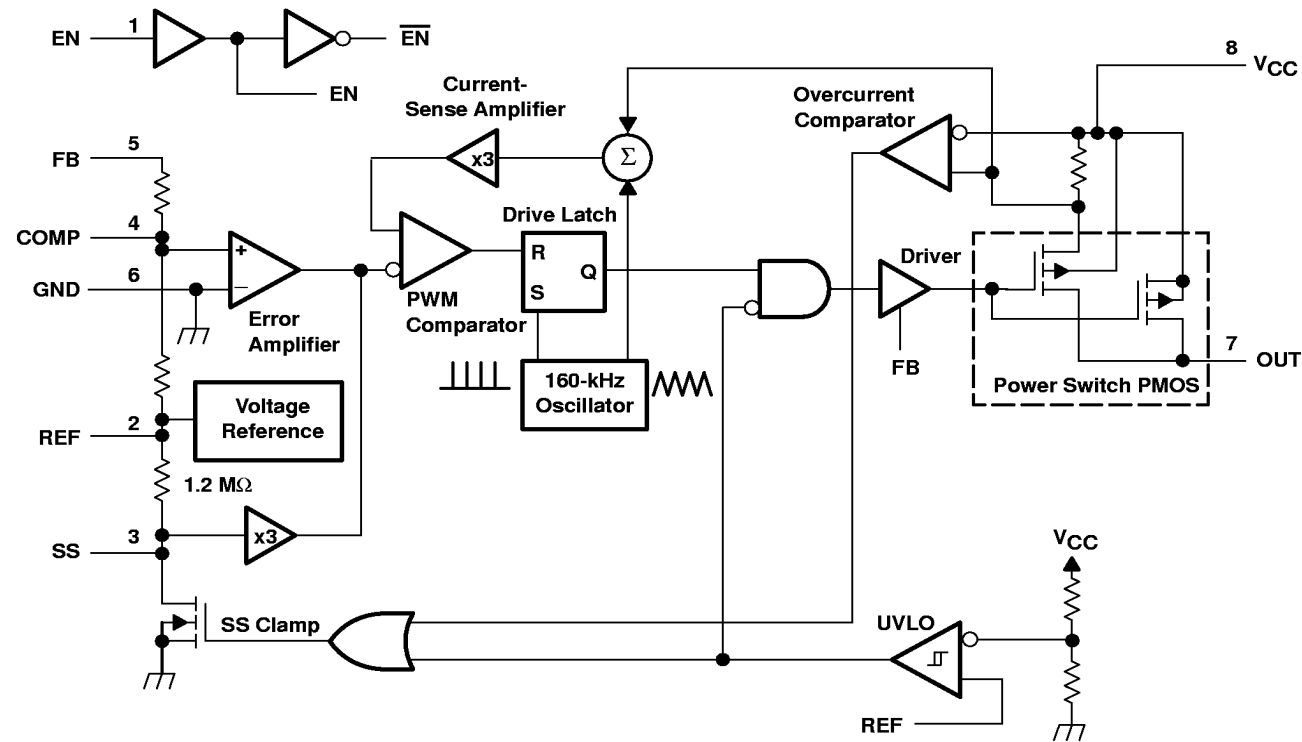 EN
1
EN
EN
8
VCC
Current-
Sense Amplifier
Overcurrent
Comparator
FB
5
x3
Σ
COMP
4
+
Drive Latch
R
S
Q
Driver
GND
6
–
Error
Amplifier
PWM
Comparator
FB
7
OUT
Power Switch PMOS
160-kHz
Oscillator
Voltage
Reference
REF
2
1.2 MΩ
SS
3
x3
VCC
SS Clamp
UVLO
REF